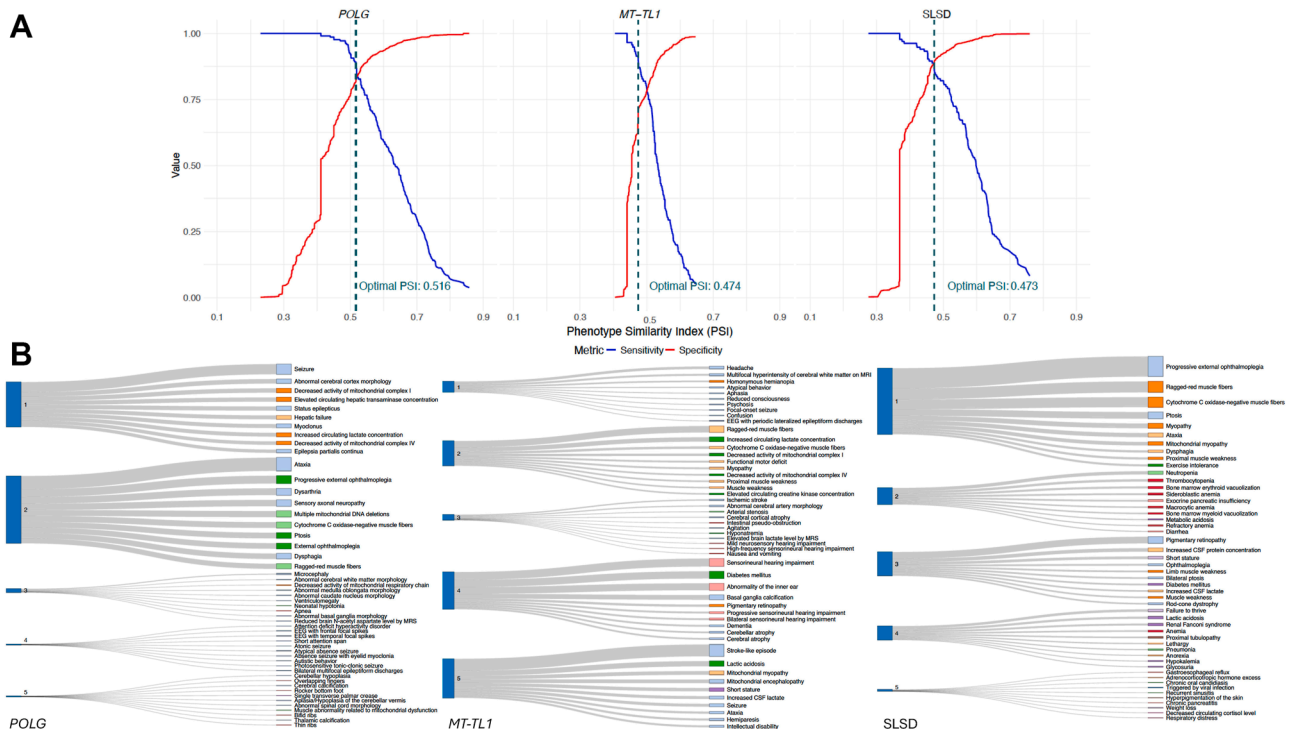 A
POLG
MT-TL1
SLSD
1.00
0.75
0.50
0.25
0.00
Value
Optimal PSI: 0.516
Optimal PSI: 0.474
Optimal PSI: 0.473
0.1 0.3 0.5 0.7 0.9
0.1 0.3 0.5 0.7 0.9
0.1 0.3 0.5 0.7 0.9
Phenotype Similarity Index (PSI)
Metric Sensitivity Specificity
B
1
Seizure
Abnormal cerebral cortex morphology
Decreased activity of mitochondrial complex I
Elevated circulating hepatic transaminase concentration
Status epilepticus
Hepatic failure
Myoclonus
Increased circulating lactate concentration
Decreased activity of mitochondrial complex IV
Epilepsia partialis continua
2
Ataxia
Progressive external ophthalmoplegia
Dysarthria
Sensory axonal neuropathy
Multiple mitochondrial DNA deletions
Cytochrome C oxidase-negative muscle fibers
Ptosis
External ophthalmoplegia
Dysphagia
Ragged-red muscle fibers
3
Microcephaly
Abnormal cerebral white matter morphology
Decreased activity of mitochondrial respiratory chain
Abnormal medulla oblongata morphology
Abnormal caudate nucleus morphology
Ventriculomegaly
Neonatal hypotonia
Apnea
Abnormal basal ganglia morphology
Reduced brain N-acetyl aspartate level by MRS
4
Attention deficit hyperactivity disorder
EEG with frontal focal spikes
EEG with temporal focal spikes
Short attention span
Atonic seizure
Atypical absence seizure
Absence seizure with eyelid myoclonia
Autistic behavior
Photosensitive tonic-clonic seizure
Bilateral multifocal epileptiform discharges
5
Cerebellar hypoplasia
Overlapping fingers
Cerebral calcification
Rocker bottom foot
Single transverse palmar crease
Aplasia/Hypoplasia of the cerebellar vermis
Abnormal spinal cord morphology
Muscle abnormality related to mitochondrial dysfunction
Bifid ribs
Thalamic calcification
Thin ribs
POLG
1
Headache
Multifocal hyperintensity of cerebral white matter on MRI
Homonymous hemianopia
Atypical behavior
Aphasia
Reduced consciousness
Psychosis
Focal-onset seizure
Confusion
EEG with periodic lateralized epileptiform discharges
2
Ragged-red muscle fibers
Increased circulating lactate concentration
Cytochrome C oxidase-negative muscle fibers
Decreased activity of mitochondrial complex I
Functional motor deficit
Myopathy
Decreased activity of mitochondrial complex IV
Proximal muscle weakness
Muscle weakness
Elevated circulating creatine kinase concentration
3
Ischemic stroke
Abnormal cerebral artery morphology
Arterial stenosis
Cerebral cortical atrophy
Intestinal pseudo-obstruction
Agitation
Hyponatremia
Elevated brain lactate level by MRS
Mild neurosensory hearing impairment
High-frequency sensorineural hearing impairment
Nausea and vomiting
4
Sensorineural hearing impairment
Diabetes mellitus
Abnormality of the inner ear
Basal ganglia calcification
Pigmentary retinopathy
Progressive sensorineural hearing impairment
Bilateral sensorineural hearing impairment
Dementia
Cerebellar atrophy
Cerebral atrophy
5
Stroke-like episode
Lactic acidosis
Mitochondrial myopathy
Mitochondrial encephalopathy
Short stature
Increased CSF lactate
Seizure
Ataxia
Hemiparesis
Intellectual disability
MT-TL1
1
Progressive external ophthalmoplegia
Ragged-red muscle fibers
Cytochrome C oxidase-negative muscle fibers
Ptosis
Myopathy
Ataxia
Mitochondrial myopathy
Dysphagia
Proximal muscle weakness
Exercise intolerance
2
Neutropenia
Thrombocytopenia
Bone marrow erythroid vacuolization
Sideroblastic anemia
Exocrine pancreatic insufficiency
Macrocytic anemia
Bone marrow myeloid vacuolization
Metabolic acidosis
Refractory anemia
Diarrhea
3
Pigmentary retinopathy
Increased CSF protein concentration
Short stature
Ophthalmoplegia
Limb muscle weakness
Bilateral ptosis
Diabetes mellitus
Increased CSF lactate
Muscle weakness
Rod-cone dystrophy
4
Failure to thrive
Lactic acidosis
Renal Fanconi syndrome
Anemia
Proximal tubulopathy
Lethargy
Pneumonia
Anorexia
Hypokalemia
Glycosuria
5
Gastroesophageal reflux
Adrenocorticotropic hormone excess
Chronic oral candidiasis
Triggered by viral infection
Recurrent sinusitis
Hyperpigmentation of the skin
Chronic pancreatitis
Weight loss
Decreased circulating cortisol level
Respiratory distress
SLSD